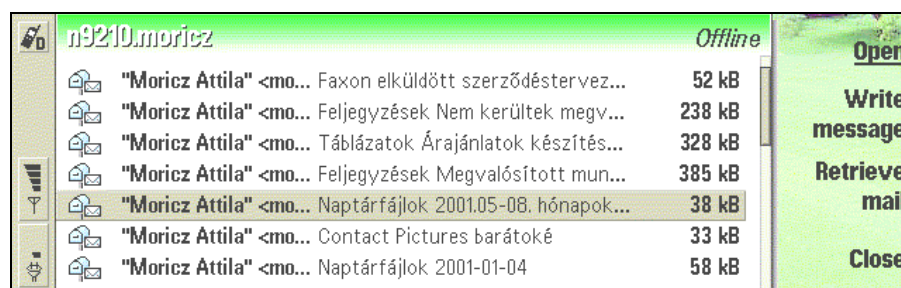 n9210.moricz Offline
"Moricz Attila" <mo... Faxon elküldött szerződéstervez... 52 kB
"Moricz Attila" <mo... Feljegyzések Nem kerültek megv... 238 kB
"Moricz Attila" <mo... Táblázatok Árajánlatok készítés... 328 kB
"Moricz Attila" <mo... Feljegyzések Megvalósított mun... 385 kB
"Moricz Attila" <mo... Naptárfájlok 2001.05-08. hónapok... 38 kB
"Moricz Attila" <mo... Contact Pictures barátoké 33 kB
"Moricz Attila" <mo... Naptárfájlok 2001-01-04 58 kB
Open
Write
message
Retrieve
mail
Close
D